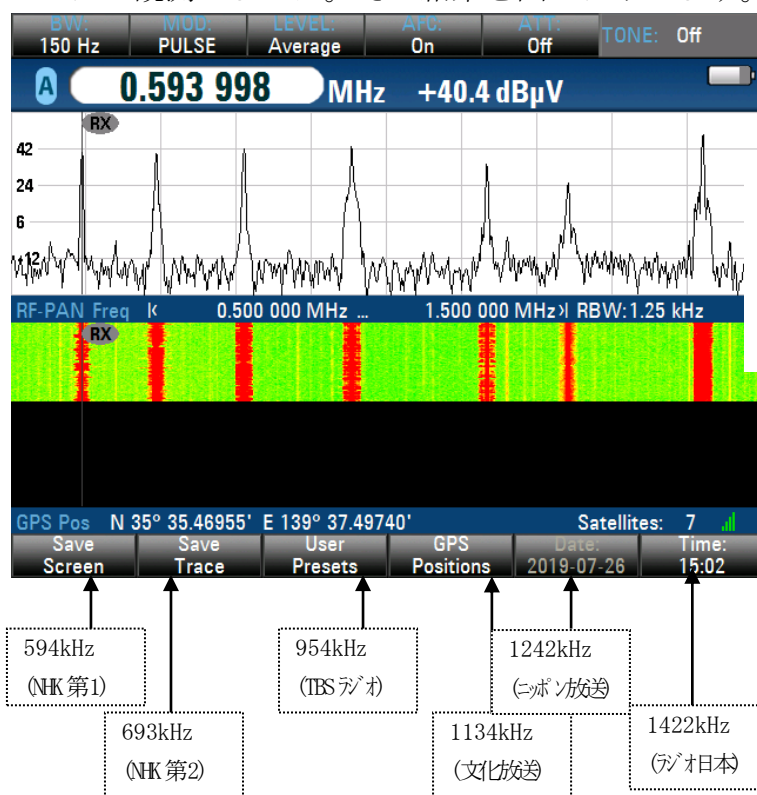 BW: MOD: LEVEL: AFC: ATT: TONE: Off
150 Hz PULSE Average On Off
A 0.593 998 MHz +40.4 dBµV
RX
42
24
6
-12
RF-PAN Freq 0.500 000 MHz … 1.500 000 MHz RBW:1.25 kHz
RX
GPS Pos N 35° 35.46955' E 139° 37.49740' Satellites: 7
Save Save User GPS Date: Time:
Screen Trace Presets Positions 2019-07-26 15:02
594kHz
(NHK第1)
954kHz
(TBSラジオ)
1242kHz
(ニッポン放送)
693kHz
(NHK第2)
1134kHz
(文化放送)
1422kHz
(ラジオ日本)